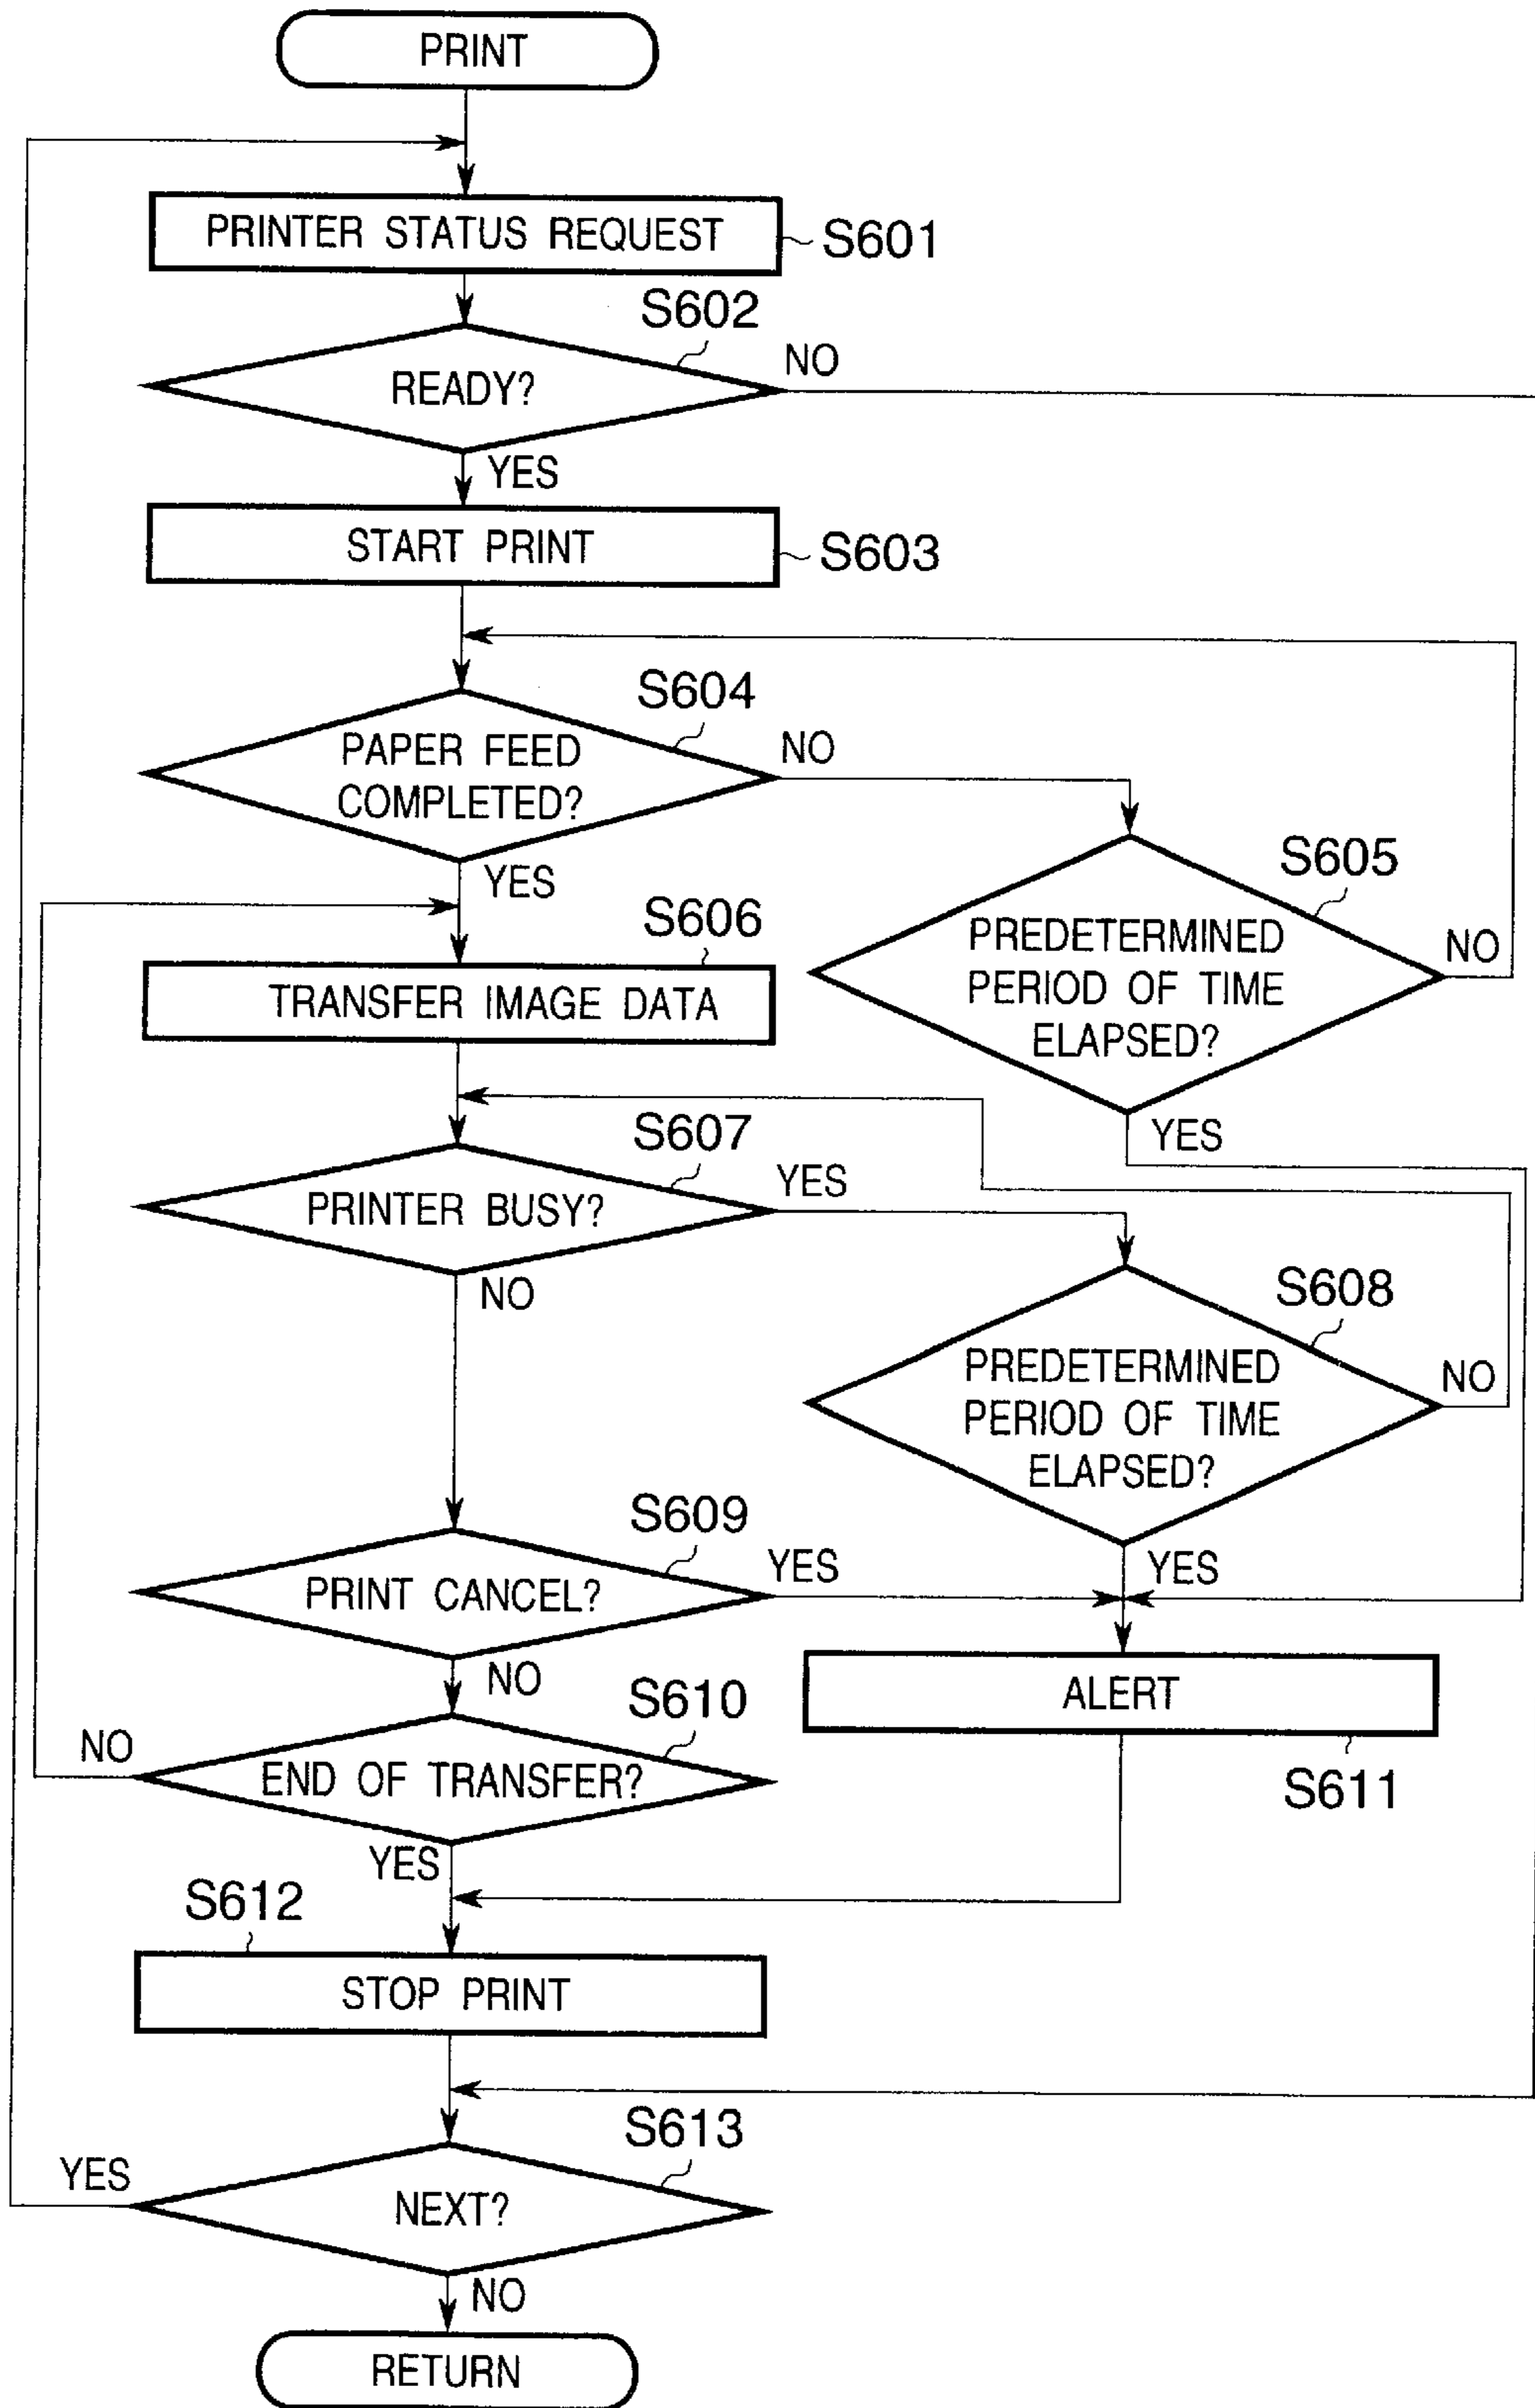 PRINT
PRINTER STATUS REQUEST
S601
S602
READY?
NO
YES
START PRINT
S603
S604
PAPER FEED
COMPLETED?
NO
YES
S605
PREDETERMINED
PERIOD OF TIME
ELAPSED?
NO
YES
S606
TRANSFER IMAGE DATA
S607
PRINTER BUSY?
YES
NO
S608
PREDETERMINED
PERIOD OF TIME
ELAPSED?
NO
YES
S609
PRINT CANCEL?
YES
NO
S610
END OF TRANSFER?
NO
YES
ALERT
S611
S612
STOP PRINT
S613
NEXT?
YES
NO
RETURN